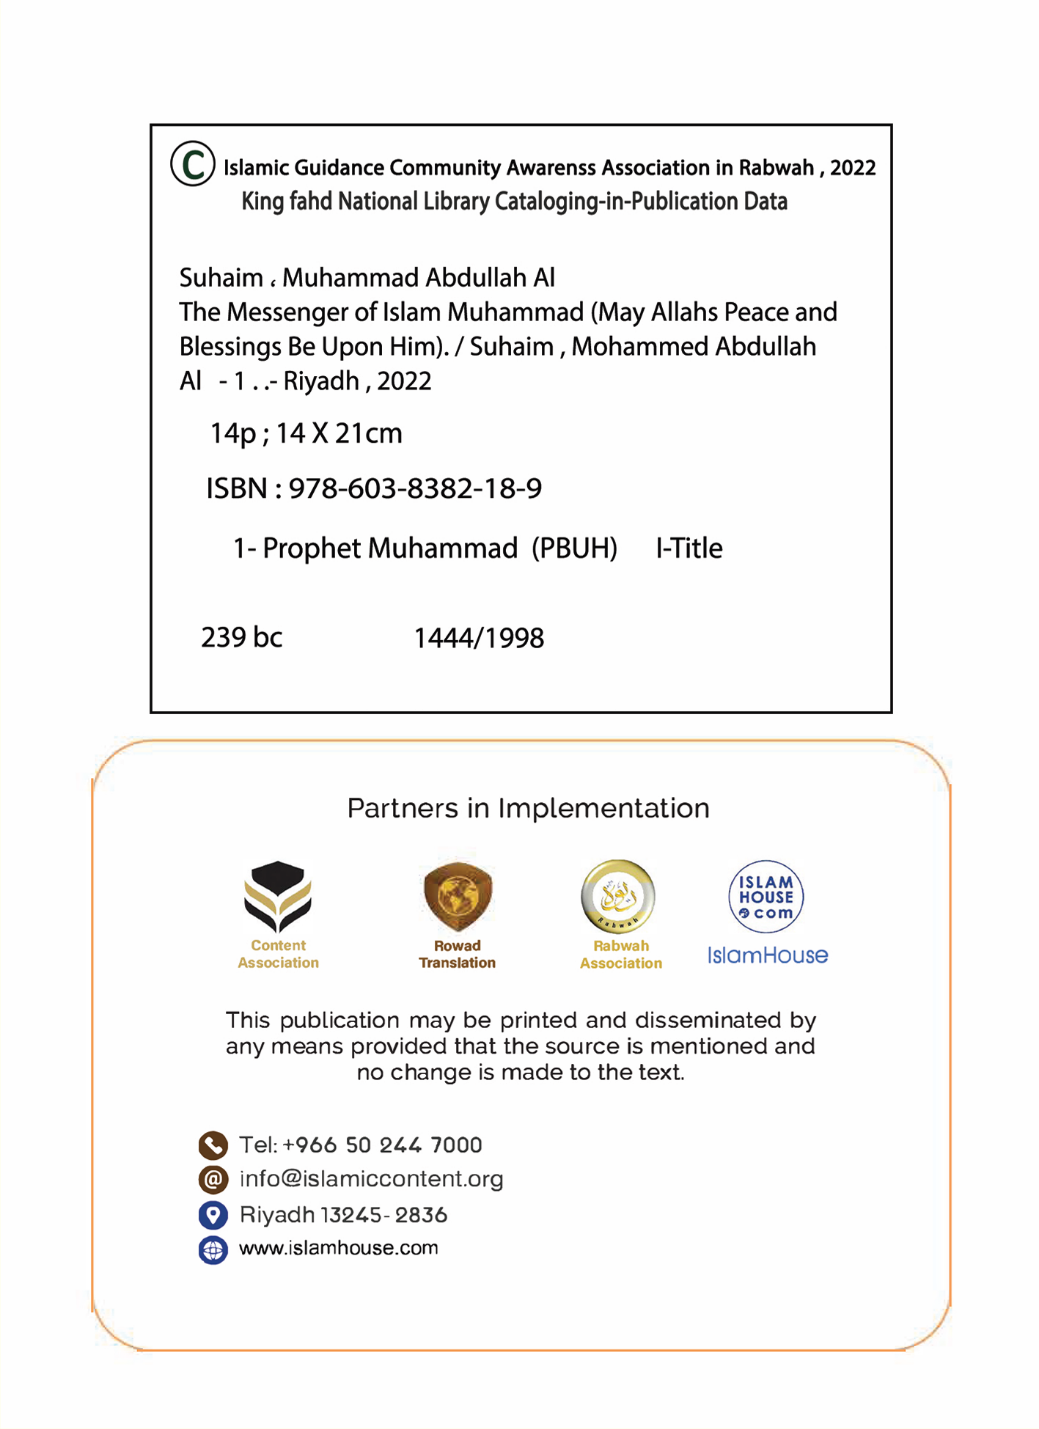 © Islamic Guidance Community Awarenss Association in Rabwah , 2022
King fahd National Library Cataloging-in-Publication Data
Suhaim ، Muhammad Abdullah Al
The Messenger of Islam Muhammad (May Allahs Peace and
Blessings Be Upon Him). / Suhaim , Mohammed Abdullah
Al - 1 . .- Riyadh , 2022
14p ; 14 X 21cm
ISBN : 978-603-8382-18-9
1- Prophet Muhammad (PBUH) I-Title
239 bc 1444/1998
Partners in Implementation
ISLAM
HOUSE
com
ربوة
Rabwah
Content
Association
Rowad
Translation
Rabwah
Association
IslamHouse
This publication may be printed and disseminated by
any means provided that the source is mentioned and
no change is made to the text.
Tel: +966 50 244 7000
@ info@islamiccontent.org
Riyadh 13245- 2836
www.islamhouse.com